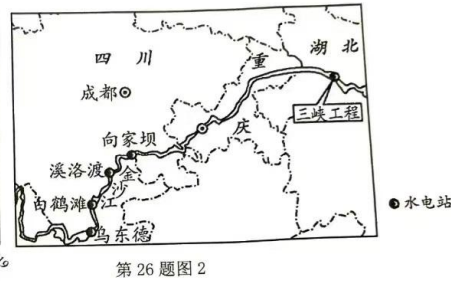 四川
重庆
湖北
成都
三峡工程
向家坝
溪洛渡
金沙江
白鹤滩
乌东德
水电站
第26题图2